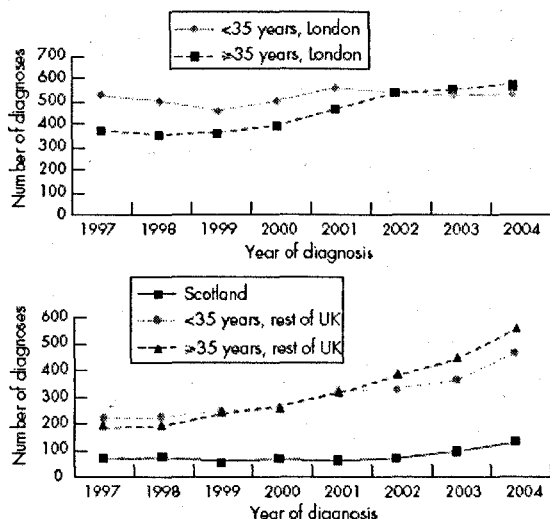 <35 years, London
≥35 years, London
Number of diagnoses
700
600
500
400
300
200
100
0
1997 1998 1999 2000 2001 2002 2003 2004
Year of diagnosis
Scotland
<35 years, rest of UK
≥35 years, rest of UK
Number of diagnoses
600
500
400
300
200
100
0
1997 1998 1999 2000 2001 2002 2003 2004
Year of diagnosis